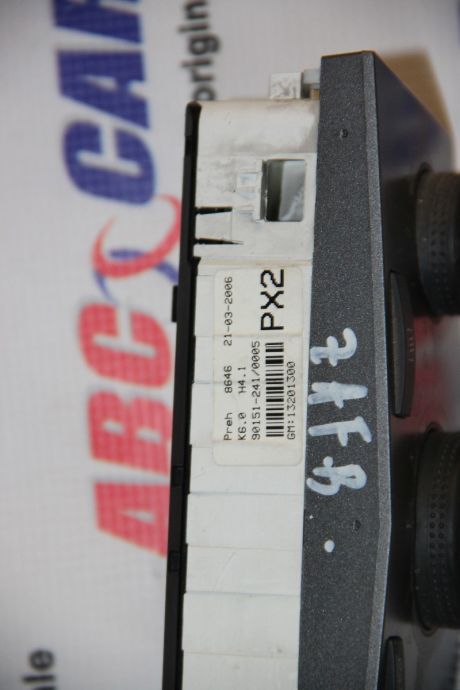 ABC CAR
origin
ale
Preh 8646 21-03-2006
K6.0 H4.1
90151-241/0005
PX2
GM:13201300
ZAFB